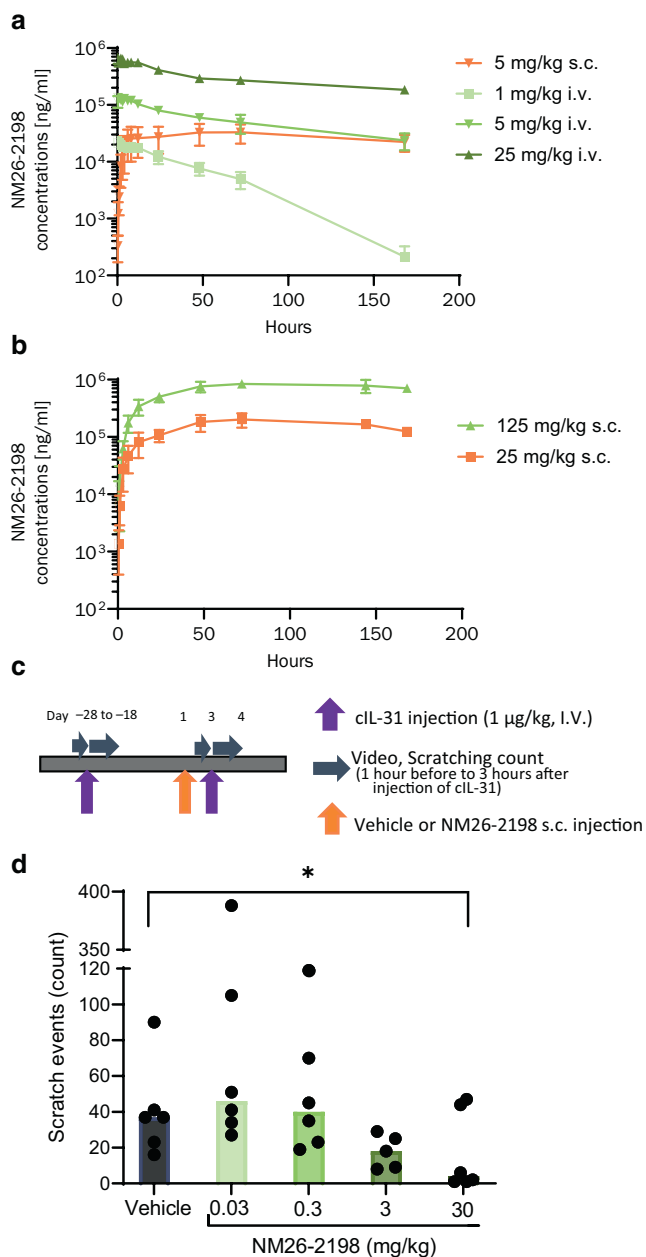 a
NM26-2198
concentrations [ng/ml]
10⁶
10⁵
10⁴
10³
10²
0
50
100
150
200
Hours
5 mg/kg s.c.
1 mg/kg i.v.
5 mg/kg i.v.
25 mg/kg i.v.
b
NM26-2198
concentrations [ng/ml]
10⁶
10⁵
10⁴
10³
10²
0
50
100
150
200
Hours
125 mg/kg s.c.
25 mg/kg s.c.
c
Day –28 to –18 1 3 4
cIL-31 injection (1 µg/kg, I.V.)
Video, Scratching count
(1 hour before to 3 hours after
injection of cIL-31)
Vehicle or NM26-2198 s.c. injection
d
*
Scratch events (count)
400
350
120
100
80
60
40
20
0
Vehicle 0.03 0.3 3 30
NM26-2198 (mg/kg)